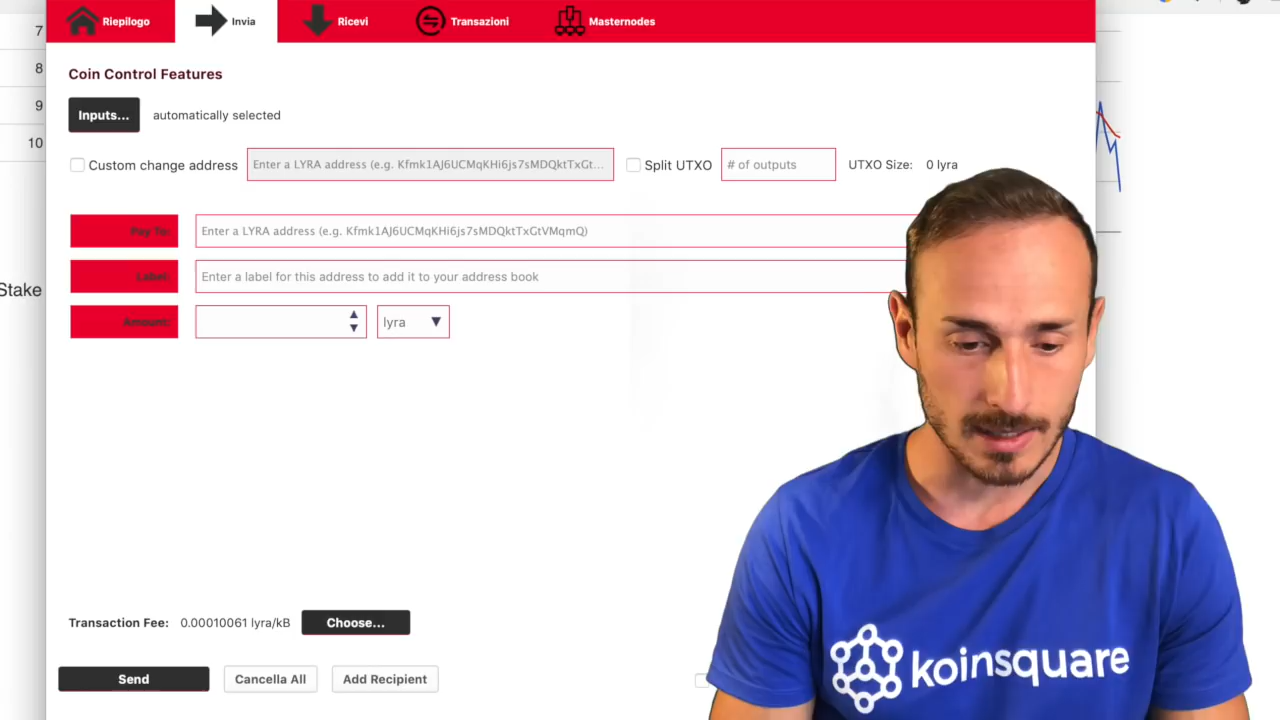 7
8
9
10
Stake
Riepilogo
Invia
Ricevi
Transazioni
Masternodes
Coin Control Features
Inputs... automatically selected
Custom change address Enter a LYRA address (e.g. Kfmk1AJ6UCMqKHi6js7sMDQktTxGt... Split UTXO # of outputs UTXO Size: 0 lyra
Pay To: Enter a LYRA address (e.g. Kfmk1AJ6UCMqKHi6js7sMDQktTxGtVMqmQ)
Label: Enter a label for this address to add it to your address book
Amount: lyra
Transaction Fee: 0.00010061 lyra/kB Choose...
Send Cancella All Add Recipient
koinsquare